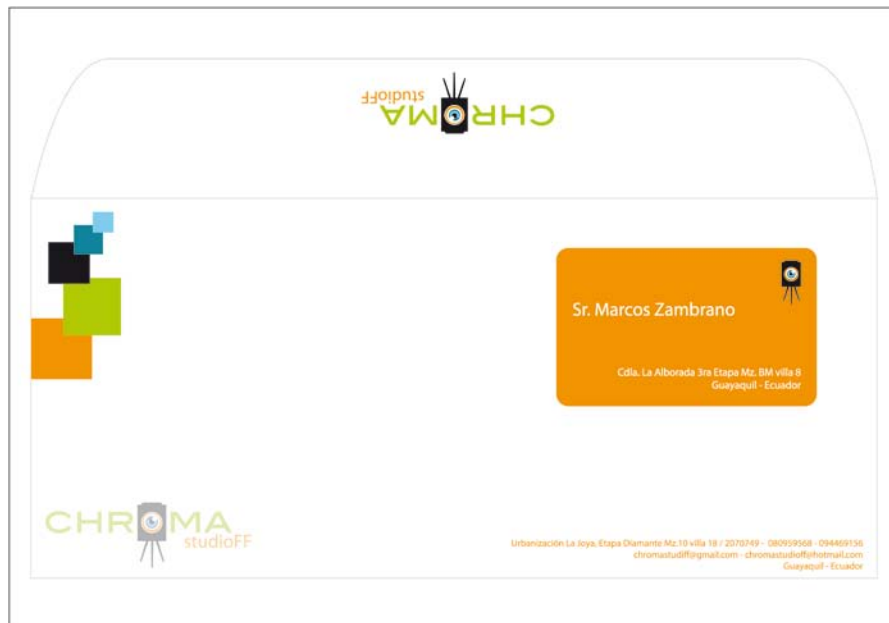 CHROMA
studioFF
Sr. Marcos Zambrano
Cdla. La Alborada 3ra Etapa Mz. BM villa 8
Guayaquil - Ecuador
CHROMA
studioFF
Urbanización La Joya, Etapa Diamante Mz.10 villa 18 / 2070749 - 080959568 - 094469156
chromastudiff@gmail.com - chromastudioff@hotmail.com
Guayaquil - Ecuador